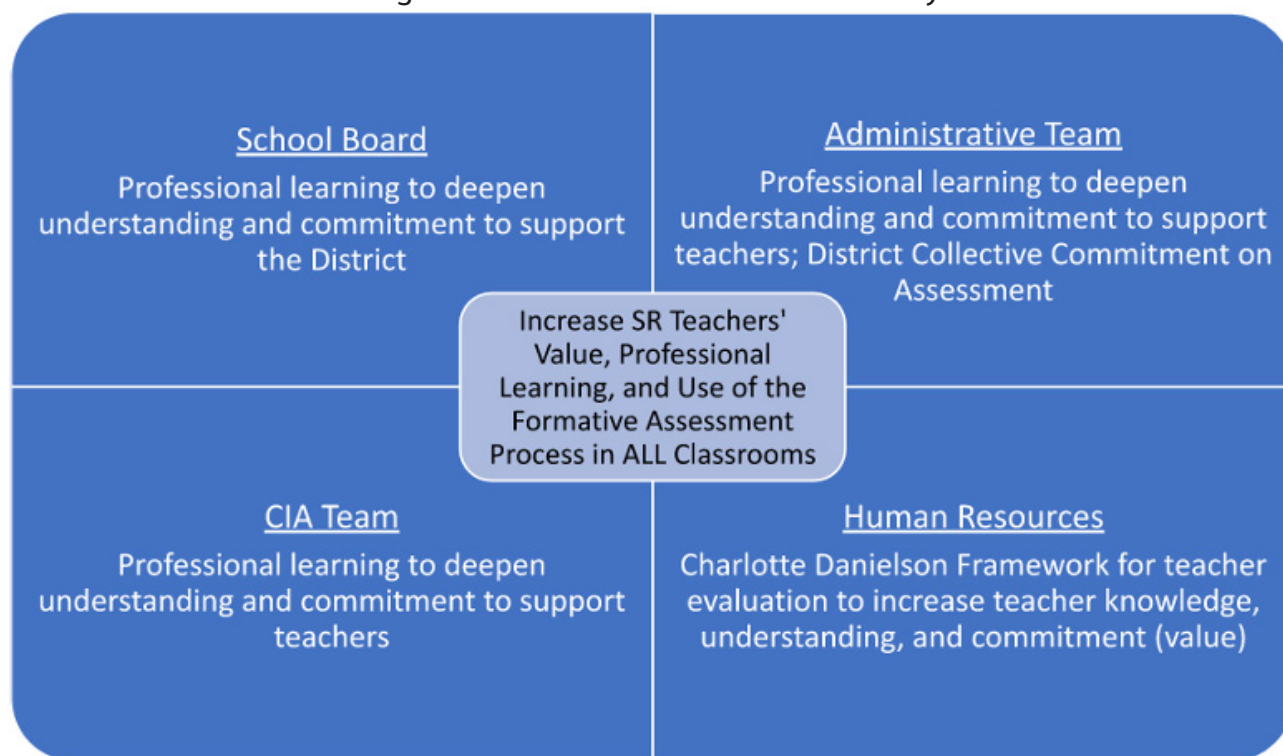 School Board
Professional learning to deepen
understanding and commitment to support
the District
Administrative Team
Professional learning to deepen
understanding and commitment to support
teachers; District Collective Commitment on
Assessment
Increase SR Teachers'
Value, Professional
Learning, and Use of the
Formative Assessment
Process in ALL Classrooms
CIA Team
Professional learning to deepen
understanding and commitment to support
teachers
Human Resources
Charlotte Danielson Framework for teacher
evaluation to increase teacher knowledge,
understanding, and commitment (value)